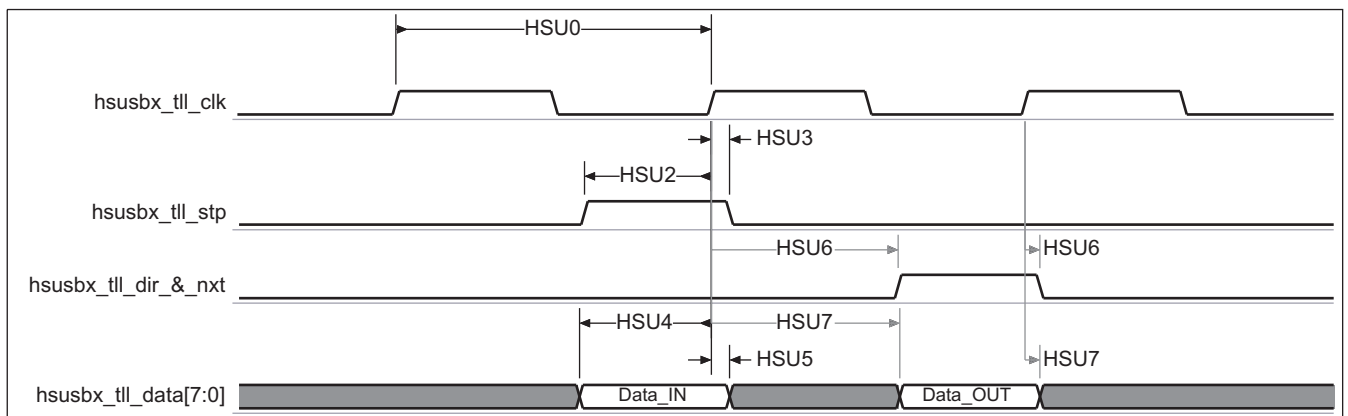 HSU0
hsusbx_tll_clk
HSU3
HSU2
hsusbx_tll_stp
HSU6
HSU6
hsusbx_tll_dir_&_nxt
HSU4
HSU7
HSU5
HSU7
hsusbx_tll_data[7:0]
Data_IN
Data_OUT